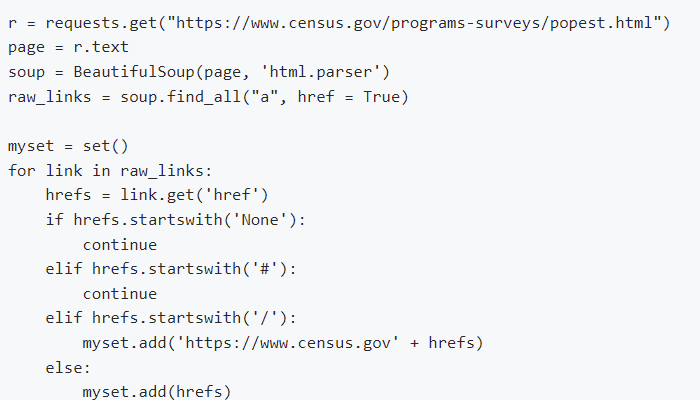 r = requests.get("https://www.census.gov/programs-surveys/popest.html")
page = r.text
soup = BeautifulSoup(page, 'html.parser')
raw_links = soup.find_all("a", href = True)

myset = set()
for link in raw_links:
    hrefs = link.get('href')
    if hrefs.startswith('None'):
        continue
    elif hrefs.startswith('#'):
        continue
    elif hrefs.startswith('/'):
        myset.add('https://www.census.gov' + hrefs)
    else:
        myset.add(hrefs)